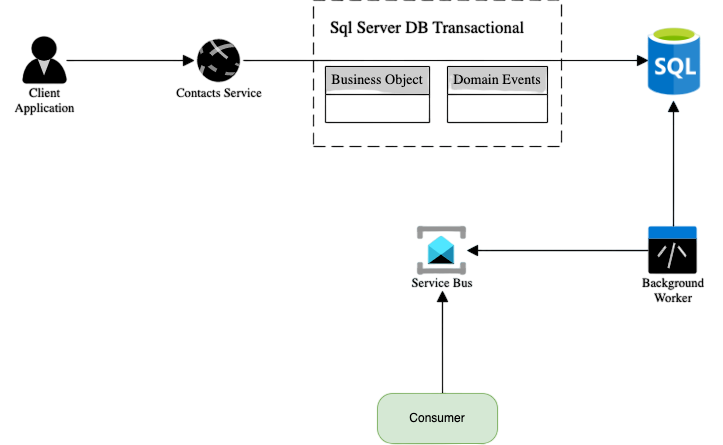 Sql Server DB Transactional
Business Object
Domain Events
SQL
Client
Application
Contacts Service
Service Bus
Background
Worker
Consumer